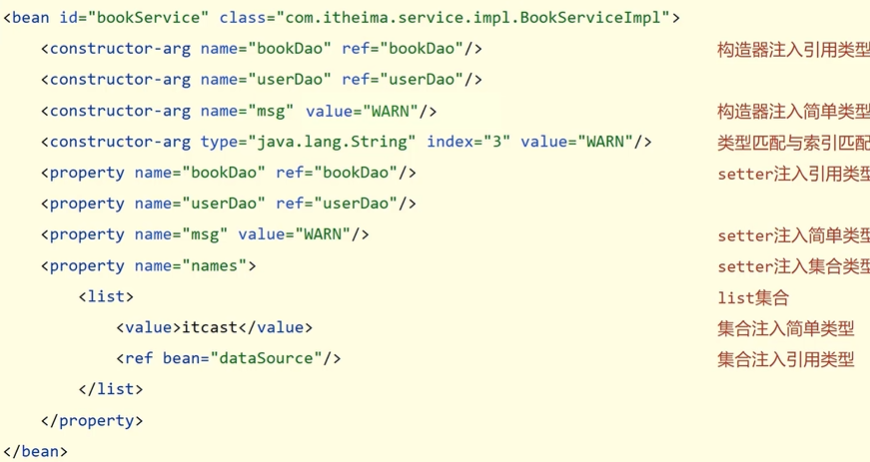 <bean id="bookService" class="com.itheima.service.impl.BookServiceImpl">
<constructor-arg name="bookDao" ref="bookDao"/> 构造器注入引用类型
<constructor-arg name="userDao" ref="userDao"/>
<constructor-arg name="msg" value="WARN"/> 构造器注入简单类型
<constructor-arg type="java.lang.String" index="3" value="WARN"/> 类型匹配与索引匹配
<property name="bookDao" ref="bookDao"/> setter注入引用类型
<property name="userDao" ref="userDao"/>
<property name="msg" value="WARN"/> setter注入简单类型
<property name="names"> setter注入集合类型
<list> list集合
<value>itcast</value> 集合注入简单类型
<ref bean="dataSource"/> 集合注入引用类型
</list>
</property>
</bean>